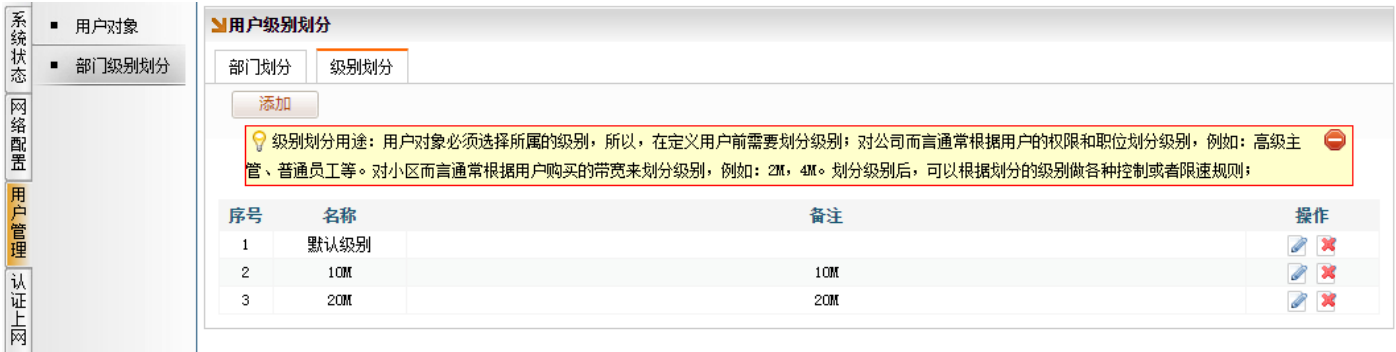 系统状态
网络配置
用户管理
认证上网
用户对象
部门级别划分
用户级别划分
部门划分 级别划分
添加
级别划分用途：用户对象必须选择所属的级别，所以，在定义用户前需要划分级别；对公司而言通常根据用户的权限和职位划分级别，例如：高级主
管、普通员工等。对小区而言通常根据用户购买的带宽来划分级别，例如：2M，4M。划分级别后，可以根据划分的级别做各种控制或者限速规则；
序号 名称 备注 操作
1 默认级别
2 10M 10M
3 20M 20M